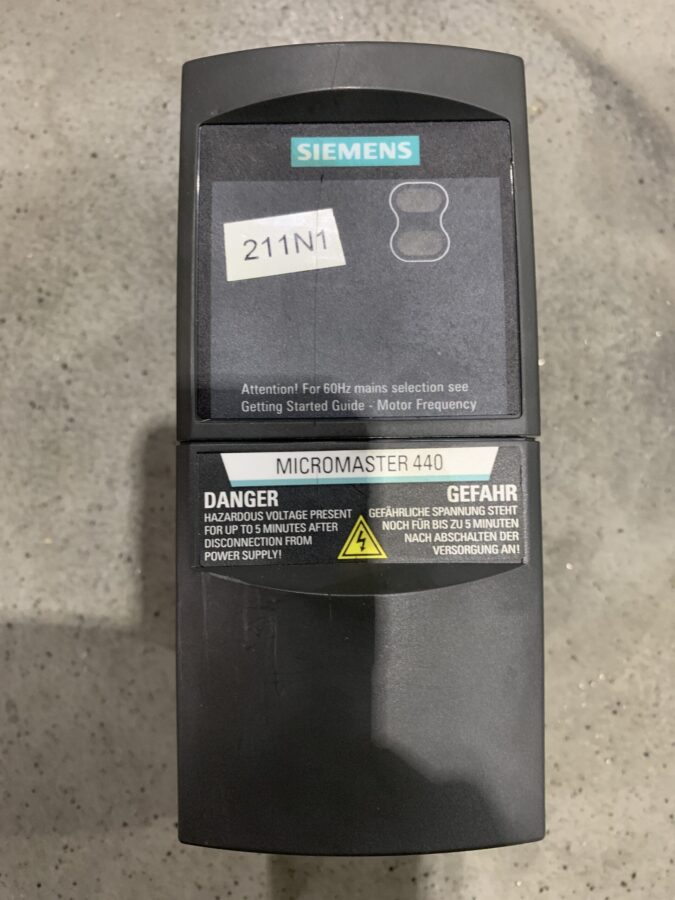 SIEMENS
211N1
Attention! For 60Hz mains selection see
Getting Started Guide - Motor Frequency
MICROMASTER 440
DANGER
HAZARDOUS VOLTAGE PRESENT
FOR UP TO 5 MINUTES AFTER
DISCONNECTION FROM
POWER SUPPLY!
GEFAHR
GEFÄHRLICHE SPANNUNG STEHT
NOCH FÜR BIS ZU 5 MINUTEN
NACH ABSCHALTEN DER
VERSORGUNG AN!